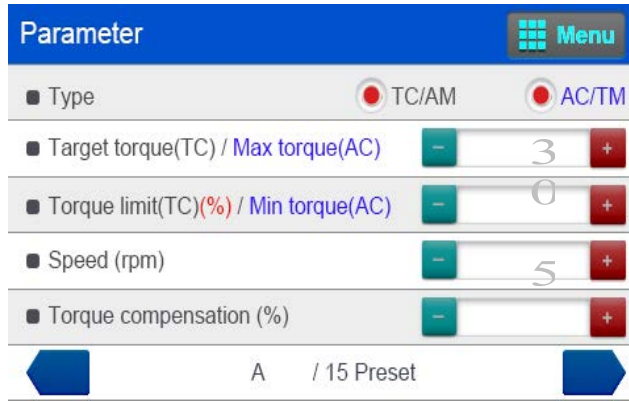 Parameter
Menu
Type TC/AM AC/TM
Target torque(TC) / Max torque(AC) − 3 +
Torque limit(TC)(%) / Min torque(AC) − 0 +
Speed (rpm) − 5 +
Torque compensation (%) − +
A / 15 Preset